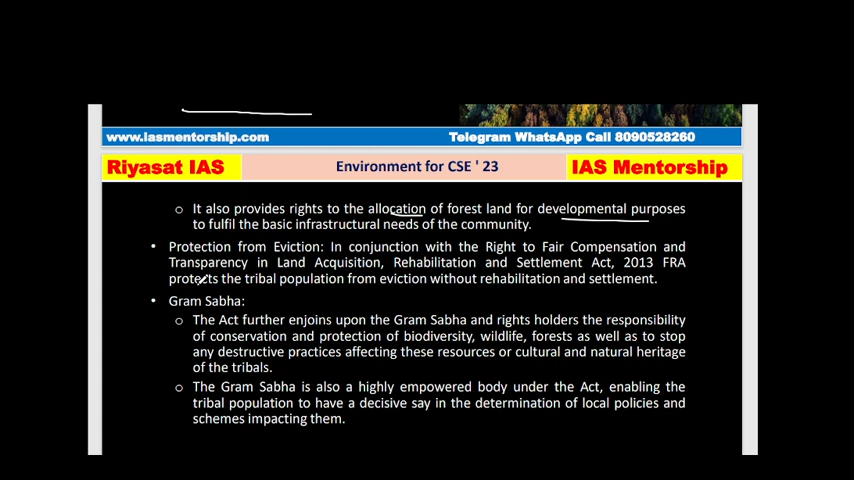 www.iasmentorship.com Telegram WhatsApp Call 8090528260
Riyasat IAS Environment for CSE ' 23 IAS Mentorship
o It also provides rights to the allocation of forest land for developmental purposes
to fulfil the basic infrastructural needs of the community.
• Protection from Eviction: In conjunction with the Right to Fair Compensation and
Transparency in Land Acquisition, Rehabilitation and Settlement Act, 2013 FRA
protects the tribal population from eviction without rehabilitation and settlement.
• Gram Sabha:
o The Act further enjoins upon the Gram Sabha and rights holders the responsibility
of conservation and protection of biodiversity, wildlife, forests as well as to stop
any destructive practices affecting these resources or cultural and natural heritage
of the tribals.
o The Gram Sabha is also a highly empowered body under the Act, enabling the
tribal population to have a decisive say in the determination of local policies and
schemes impacting them.